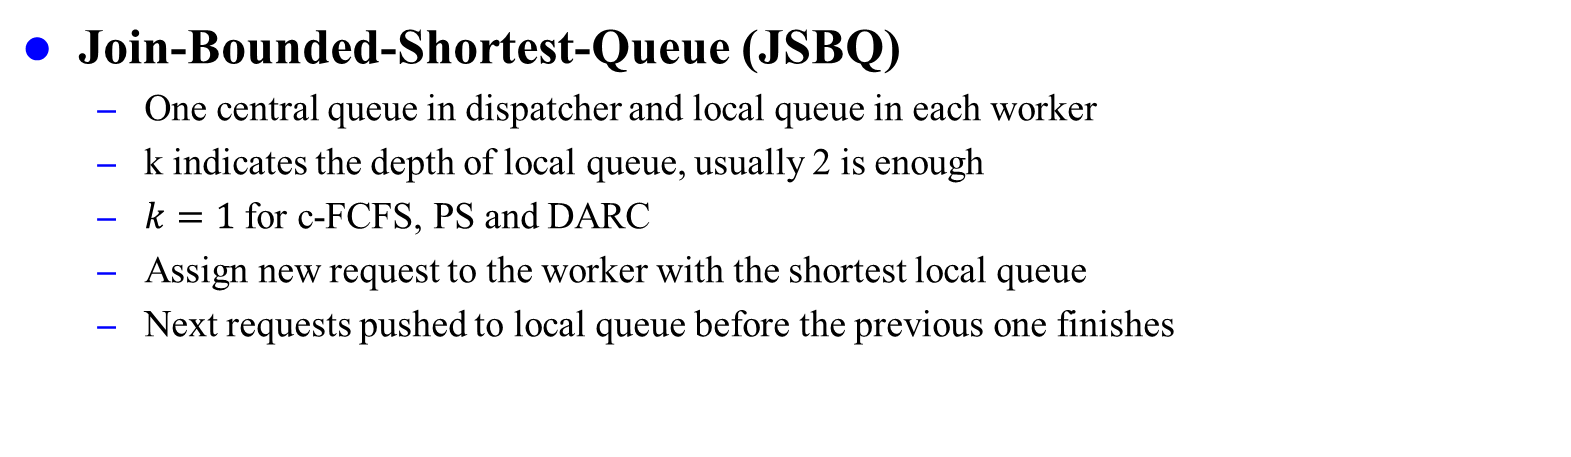 ● Join-Bounded-Shortest-Queue (JSBQ)
– One central queue in dispatcher and local queue in each worker
– k indicates the depth of local queue, usually 2 is enough
– k = 1 for c-FCFS, PS and DARC
– Assign new request to the worker with the shortest local queue
– Next requests pushed to local queue before the previous one finishes